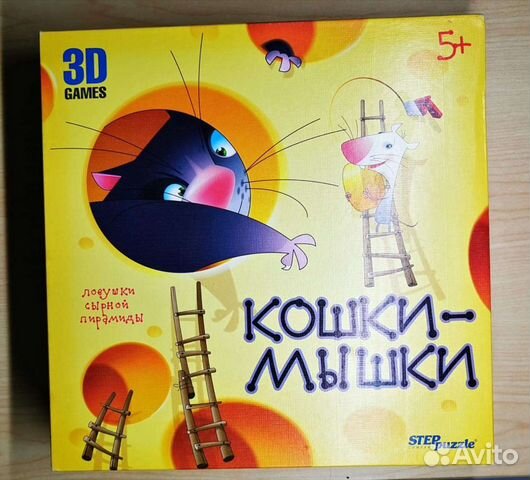 3D
GAMES
5+
ловушки
сырной
пирамиды
КОШКИ-
МЫШКИ
STEP puzzle
Avito